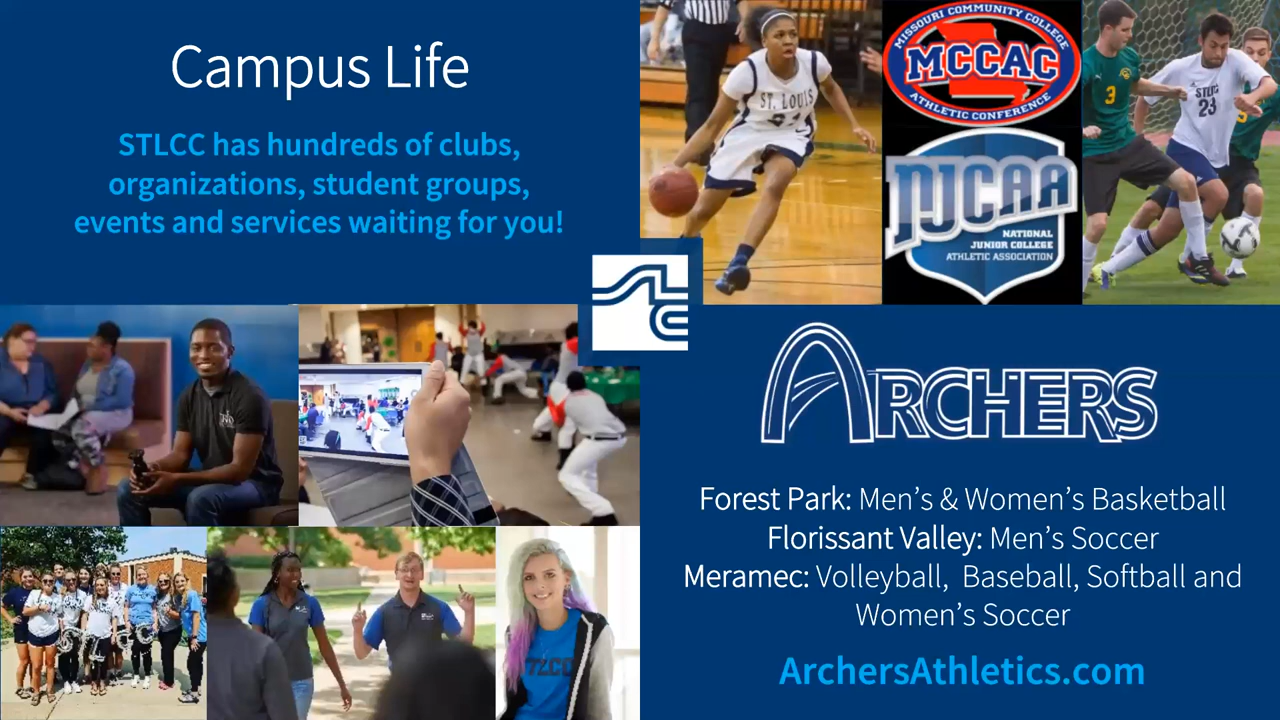 Campus Life
STLCC has hundreds of clubs,
organizations, student groups,
events and services waiting for you!
ST. LOUIS
MISSOURI COMMUNITY COLLEGE
MCCAC
ATHLETIC CONFERENCE
NJCAA
NATIONAL
JUNIOR COLLEGE
ATHLETIC ASSOCIATION
3
STLCC
23
ARCHERS
Forest Park: Men’s & Women’s Basketball
Florissant Valley: Men’s Soccer
Meramec: Volleyball,  Baseball, Softball and
Women’s Soccer
ArchersAthletics.com
STLCC
STLCC